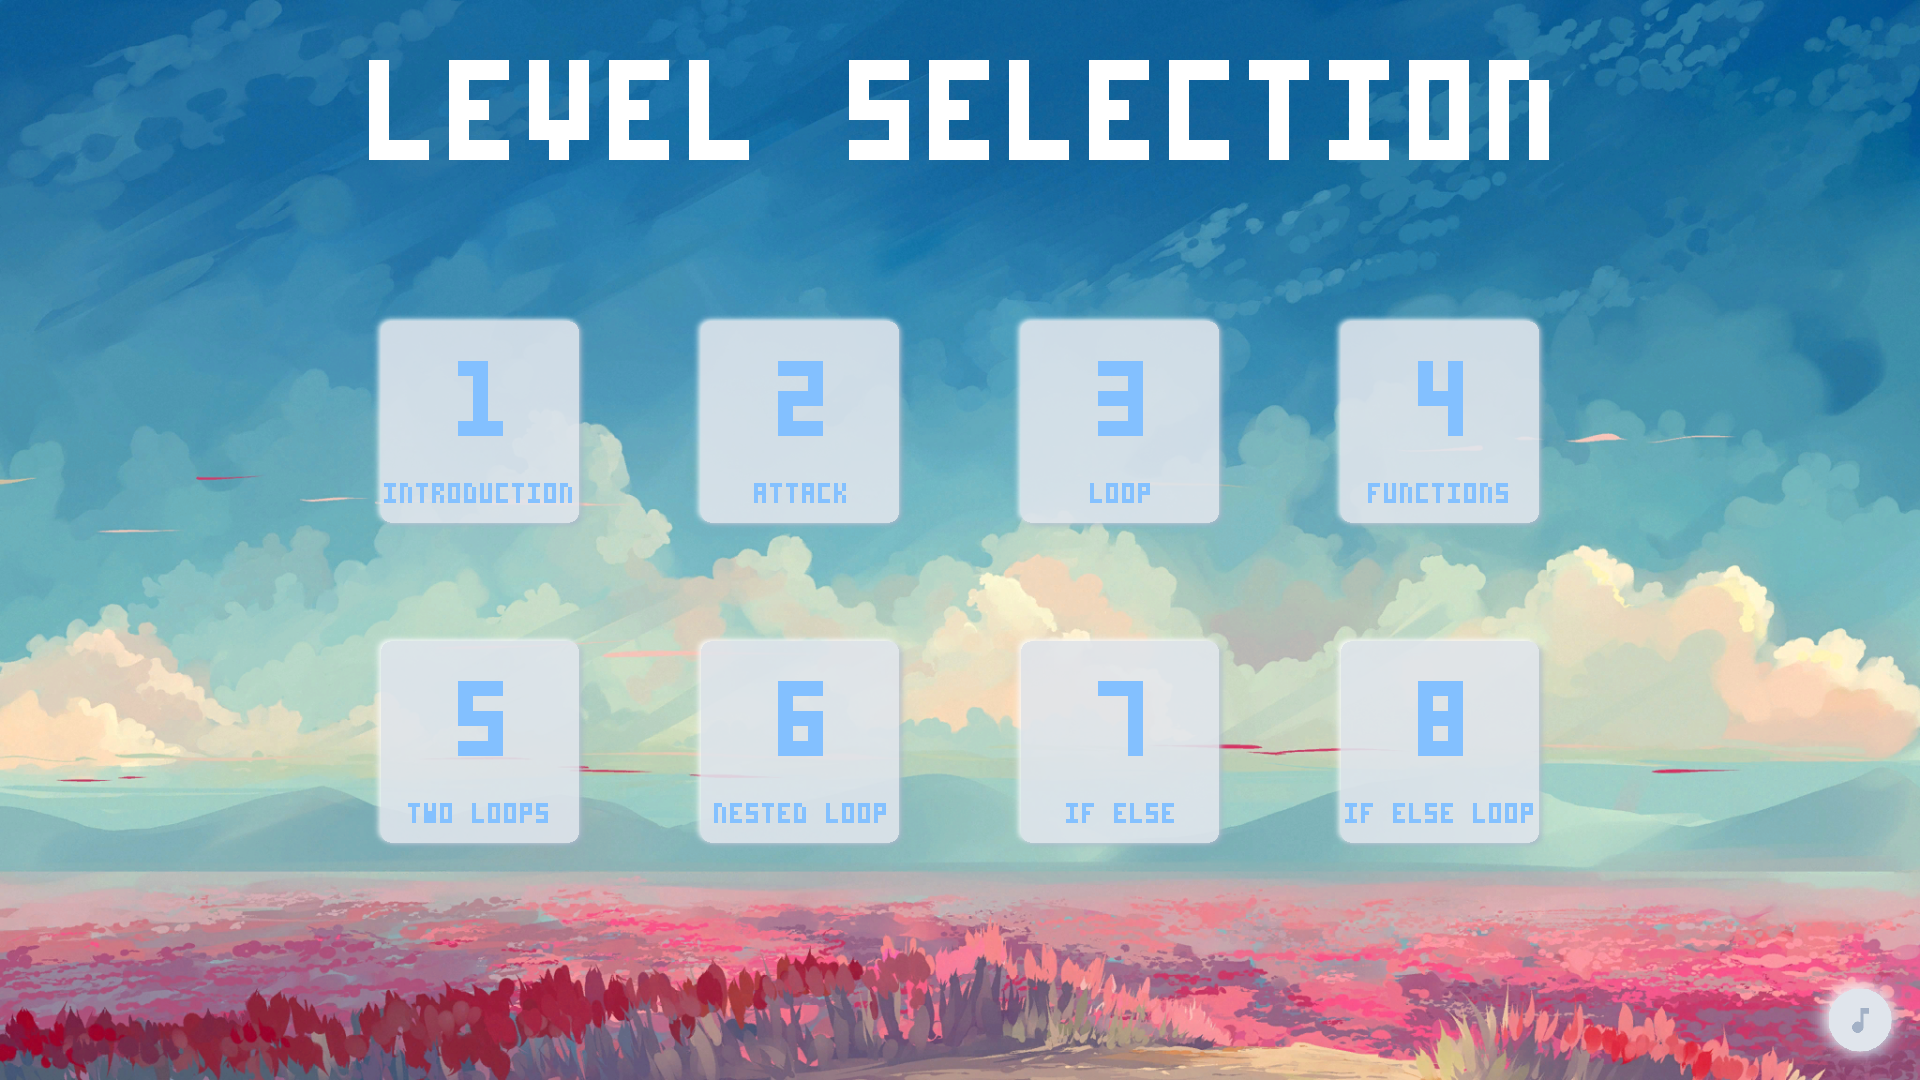 LEVEL SELECTION
1 2 3 4
INTRODUCTION ATTACK LOOP FUNCTIONS
5 6 7 8
TWO LOOPS NESTED LOOP IF ELSE IF ELSE LOOP